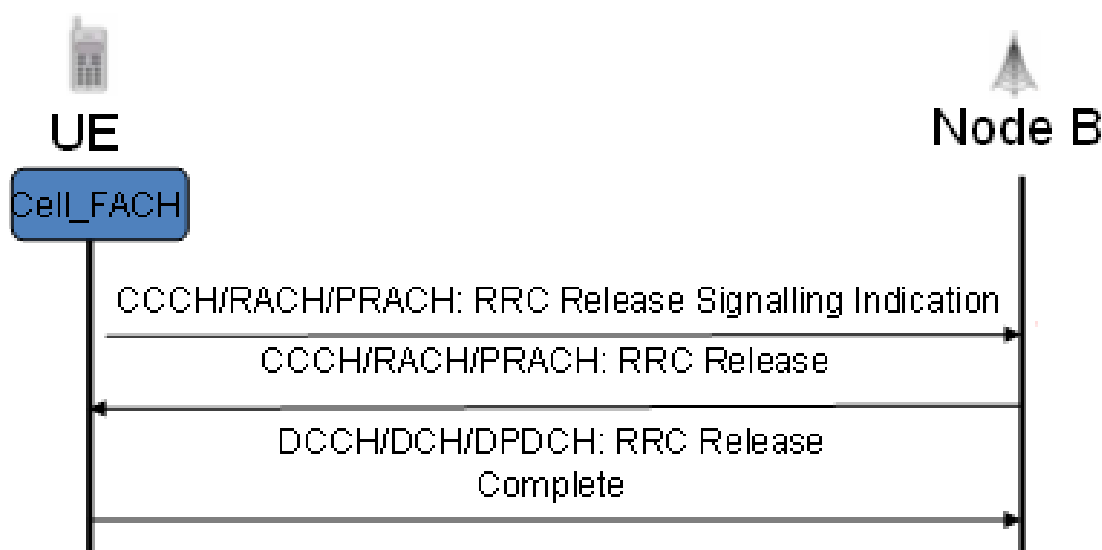 UE
Node B
Cell_FACH
CCCH/RACH/PRACH: RRC Release Signalling Indication
CCCH/RACH/PRACH: RRC Release
DCCH/DCH/DPDCH: RRC Release
Complete